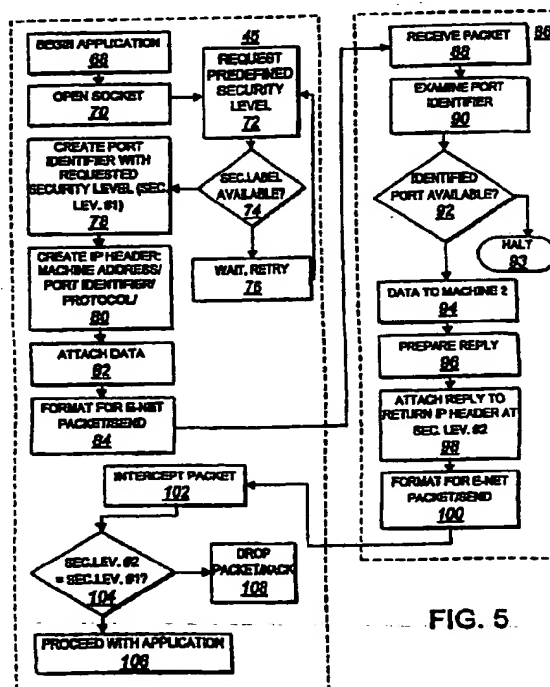 BEGIN APPLICATION
68
OPEN SOCKET
70
45
REQUEST
PREDEFINED
SECURITY
LEVEL
72
CREATE PORT
IDENTIFIER WITH
REQUESTED
SECURITY LEVEL (SEC.
LEV. #1)
78
SEC.LABEL
AVAILABLE?
74
WAIT, RETRY
76
CREATE IP HEADER:
MACHINE ADDRESS/
PORT IDENTIFIER/
PROTOCOL/
80
ATTACH DATA
82
FORMAT FOR E-NET
PACKET/SEND
84
INTERCEPT PACKET
102
SEC.LEV. #2
= SEC.LEV. #1?
104
DROP
PACKET/NACK
108
PROCEED WITH APPLICATION
106
86
RECEIVE PACKET
88
EXAMINE PORT
IDENTIFIER
90
IDENTIFIED
PORT AVAILABLE?
92
HALT
93
DATA TO MACHINE 2
94
PREPARE REPLY
96
ATTACH REPLY TO
RETURN IP HEADER AT
SEC. LEV. #2
98
FORMAT FOR E-NET
PACKET/SEND
100
FIG. 5